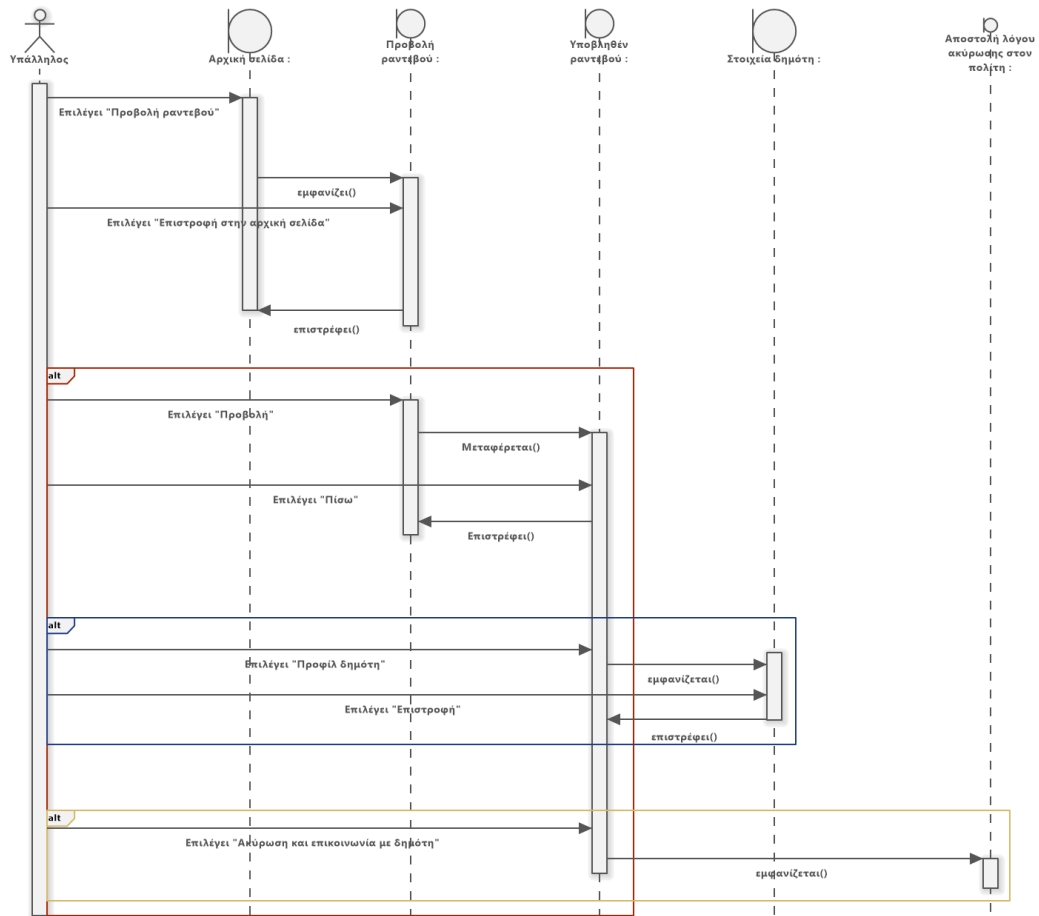 Υπάλληλος
Αρχική σελίδα :
Προβολή
ραντεβού :
Υποβληθέν
ραντεβού :
Στοιχεία δημότη :
Αποστολή λόγου
ακύρωσης στον
πολίτη :
Επιλέγει "Προβολή ραντεβού"
εμφανίζει()
Επιλέγει "Επιστροφή στην αρχική σελίδα"
επιστρέφει()
alt
Επιλέγει "Προβολή"
Μεταφέρεται()
Επιλέγει "Πίσω"
Επιστρέφει()
alt
Επιλέγει "Προφίλ δημότη"
εμφανίζεται()
Επιλέγει "Επιστροφή"
επιστρέφει()
alt
Επιλέγει "Ακύρωση και επικοινωνία με δημότη"
εμφανίζεται()